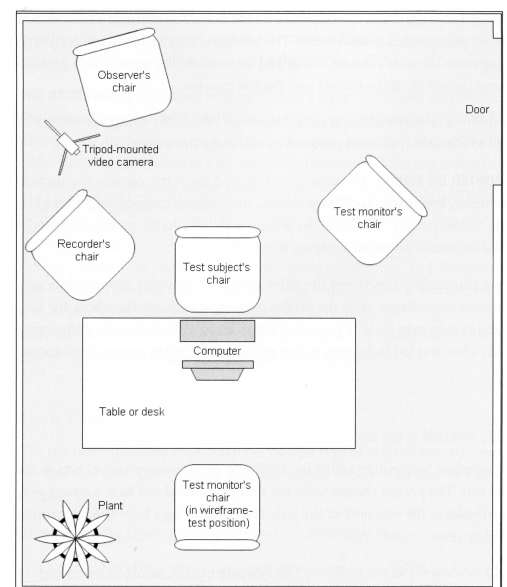 Observer's
chair
Door
Tripod-mounted
video camera
Test monitor's
chair
Recorder's
chair
Test subject's
chair
Computer
Table or desk
Test monitor's
chair
(in wireframe-
test position)
Plant